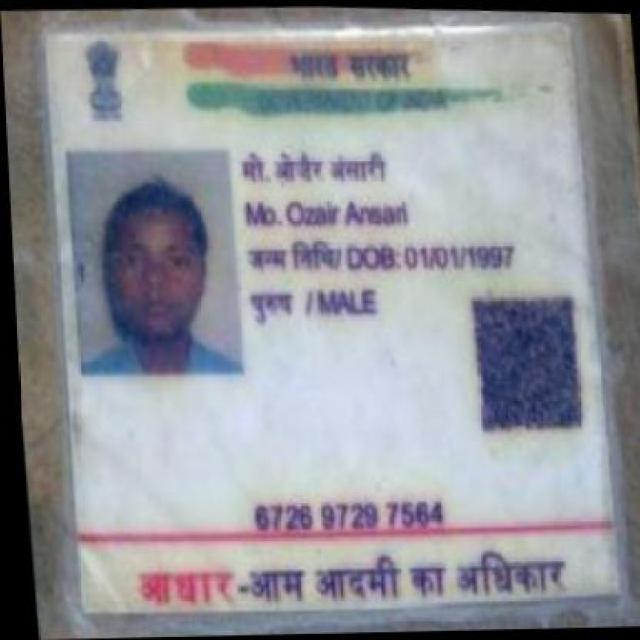 भारत सरकार
GOVERNMENT OF INDIA
मो. ओजैर अंसारी
Mo. Ozair Ansari
जन्म तिथि/ DOB: 01/01/1997
पुरुष / MALE
6726 9729 7564
आधार-आम आदमी का अधिकार